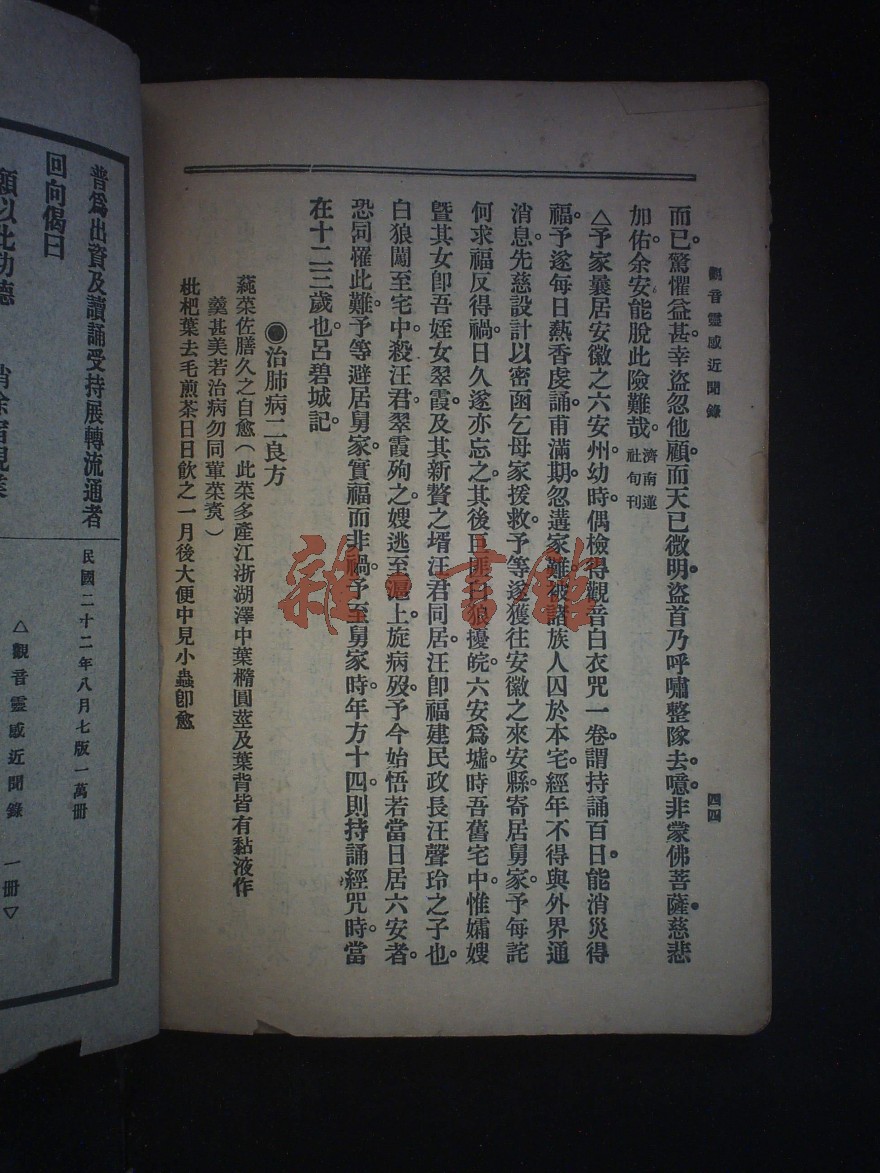 觀音靈感近聞錄
四四
而已。驚懼益甚。幸盜忽他顧。而天已微明。盜首乃呼嘯整隊去。噫。非蒙佛菩薩慈悲
加佑。余安能脫此險難哉。濟南蓮社旬刊
△予家曩居安徽之六安州。幼時偶檢得觀音白衣咒一卷。謂持誦百日。能消災得
福。予遂每日爇香虔誦。甫滿期。忽遘家難。被諸族人囚於本宅。經年不得與外界通
消息。先慈設計以密函乞母家援救。予等遂獲往安徽之來安縣。寄居舅家。予每詫
何求福反得禍。日久遂亦忘之。其後巨匪白狼擾皖。六安爲墟。時吾舊宅中。惟孀嫂
曁其女卽吾姪女翠霞。及其新贅之壻汪君同居。汪卽福建民政長汪聲玲之子也。
白狼闖至宅中。殺汪君。翠霞殉之。嫂逃至滬上。旋病歿。予今始悟若當日居六安者。
恐同罹此難。予等避居舅家。實福而非禍。予至舅家時。年方十四。則持誦經咒時。當
在十二三歲也。呂碧城記。
●治肺病二良方
蒓菜佐膳久之自愈（此菜多產江浙湖澤中葉橢圓莖及葉背皆有黏液作
羹甚美若治病勿同葷菜煑）
枇杷葉去毛煎茶日日飲之一月後大便中見小蟲卽愈
普爲出資及讀誦受持展轉流通者
回向偈曰
願以此功德　消除宿現業
民國二十二年八月七版一萬冊
△觀音靈感近聞錄　一冊▽
雜·書館